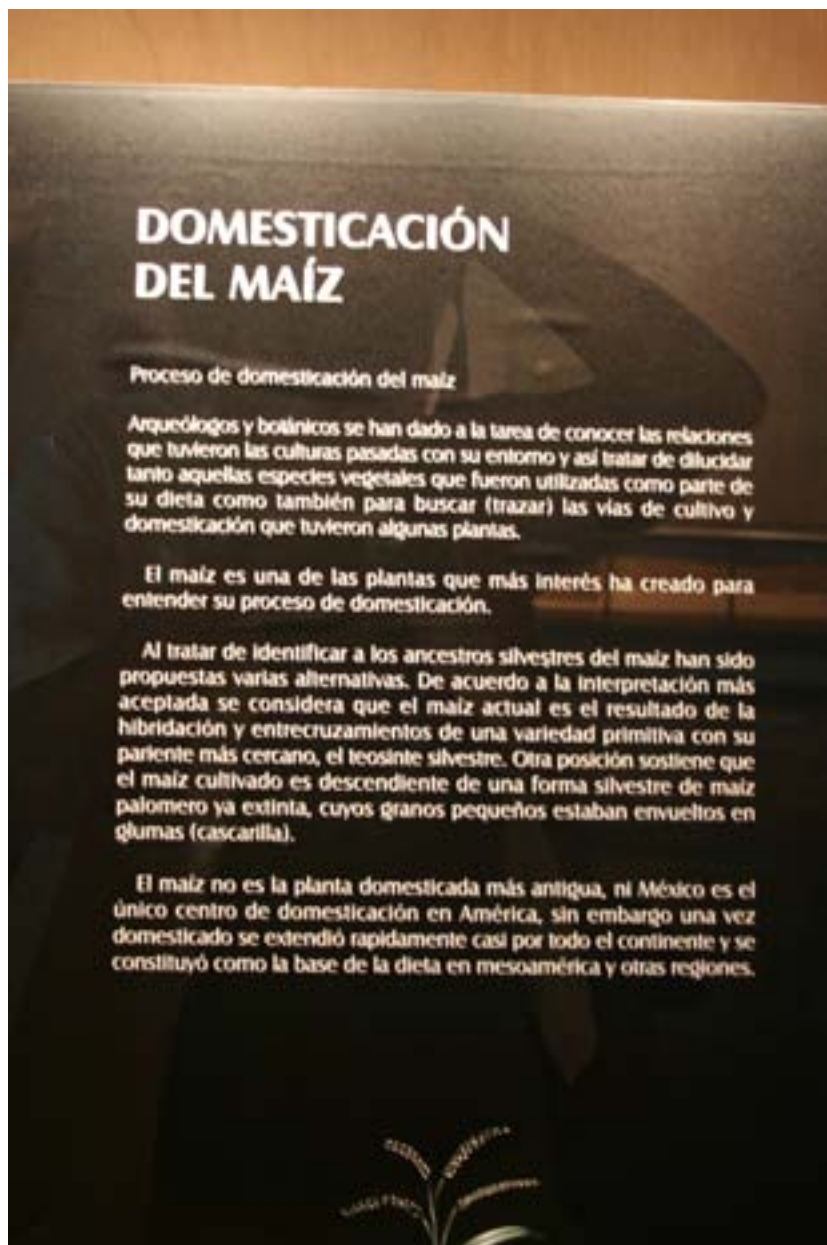 DOMESTICACIÓN
DEL MAÍZ
Proceso de domesticación del maíz
Arqueólogos y botánicos se han dado a la tarea de conocer las relaciones
que tuvieron las culturas pasadas con su entorno y así tratar de dilucidar
tanto aquellas especies vegetales que fueron utilizadas como parte de
su dieta como también para buscar (trazar) las vías de cultivo y
domesticación que tuvieron algunas plantas.
El maíz es una de las plantas que más interés ha creado para
entender su proceso de domesticación.
Al tratar de identificar a los ancestros silvestres del maíz han sido
propuestas varias alternativas. De acuerdo a la interpretación más
aceptada se considera que el maíz actual es el resultado de la
hibridación y entrecruzamientos de una variedad primitiva con su
pariente más cercano, el teosinte silvestre. Otra posición sostiene que
el maíz cultivado es descendiente de una forma silvestre de maíz
palomero ya extinta, cuyos granos pequeños estaban envueltos en
glumas (cascarilla).
El maíz no es la planta domesticada más antigua, ni México es el
único centro de domesticación en América, sin embargo una vez
domesticado se extendió rapidamente casi por todo el continente y se
constituyó como la base de la dieta en mesoamérica y otras regiones.